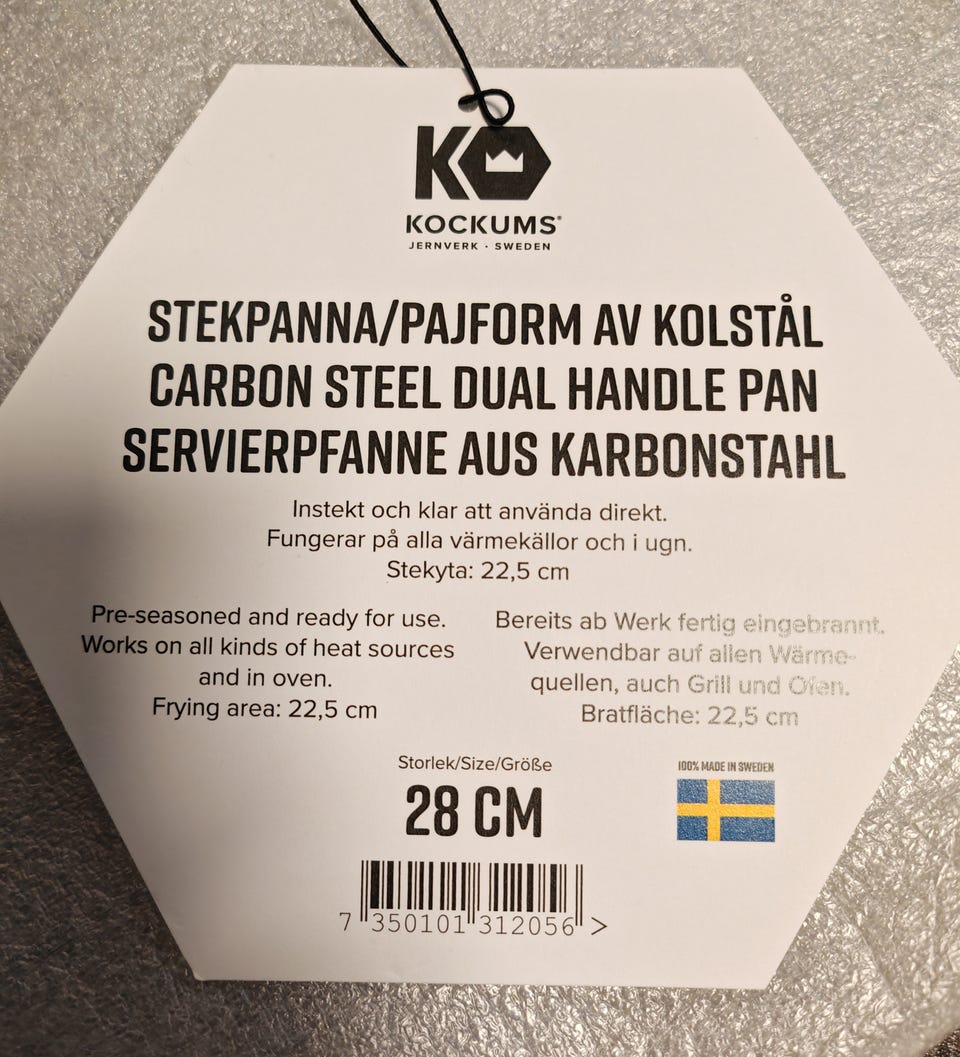 KO
KOCKUMS®
JERNVERK · SWEDEN
STEKPANNA/PAJFORM AV KOLSTÅL
CARBON STEEL DUAL HANDLE PAN
SERVIERPFANNE AUS KARBONSTAHL
Instekt och klar att använda direkt.
Fungerar på alla värmekällor och i ugn.
Stekyta: 22,5 cm
Pre-seasoned and ready for use.
Works on all kinds of heat sources
and in oven.
Frying area: 22,5 cm
Bereits ab Werk fertig eingebrannt.
Verwendbar auf allen Wärme-
quellen, auch Grill und Ofen.
Bratfläche: 22,5 cm
Storlek/Size/Größe
28 CM
100% MADE IN SWEDEN
7 350101 312056 >